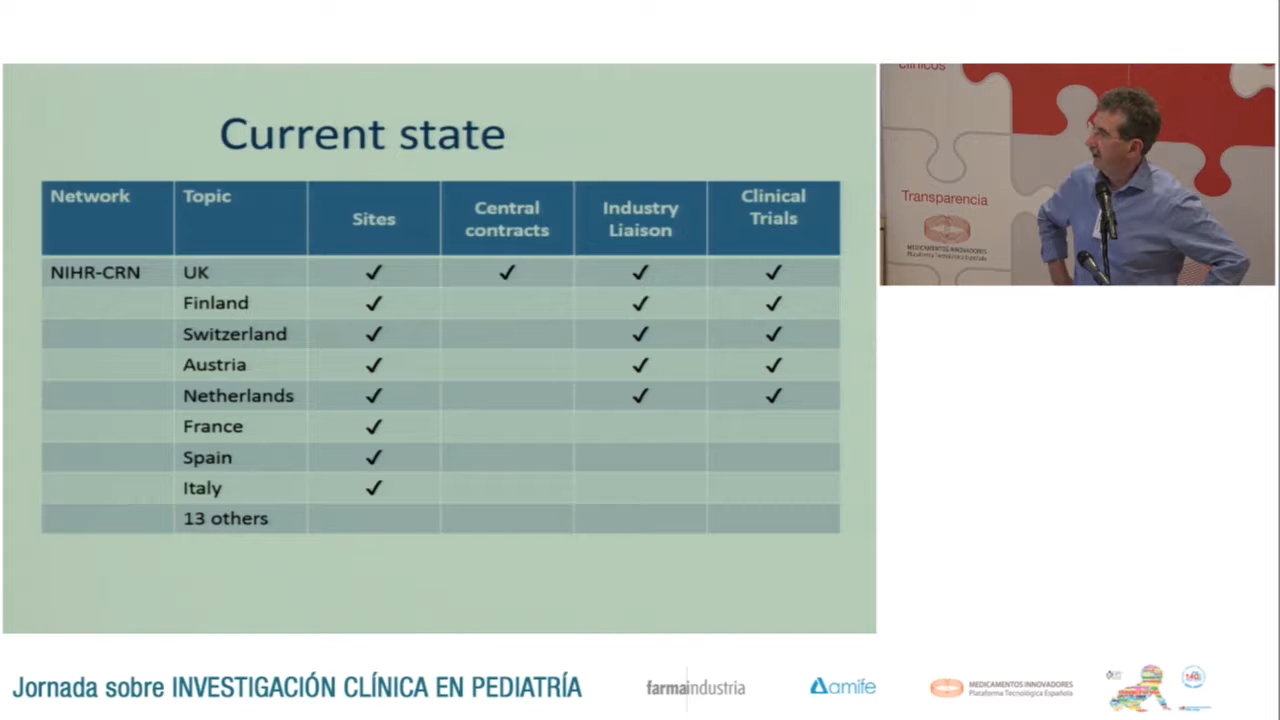 Current state
Network Topic Sites Central contracts Industry Liaison Clinical Trials
NIHR-CRN UK ✓ ✓ ✓ ✓
Finland ✓ ✓ ✓
Switzerland ✓ ✓ ✓
Austria ✓ ✓ ✓
Netherlands ✓ ✓ ✓
France ✓
Spain ✓
Italy ✓
13 others
clínicos
Transparencia
MEDICAMENTOS INNOVADORES
Plataforma Tecnológica Española
Jornada sobre INVESTIGACIÓN CLÍNICA EN PEDIATRÍA
farmaindustria
amife
MEDICAMENTOS INNOVADORES
Plataforma Tecnológica Española